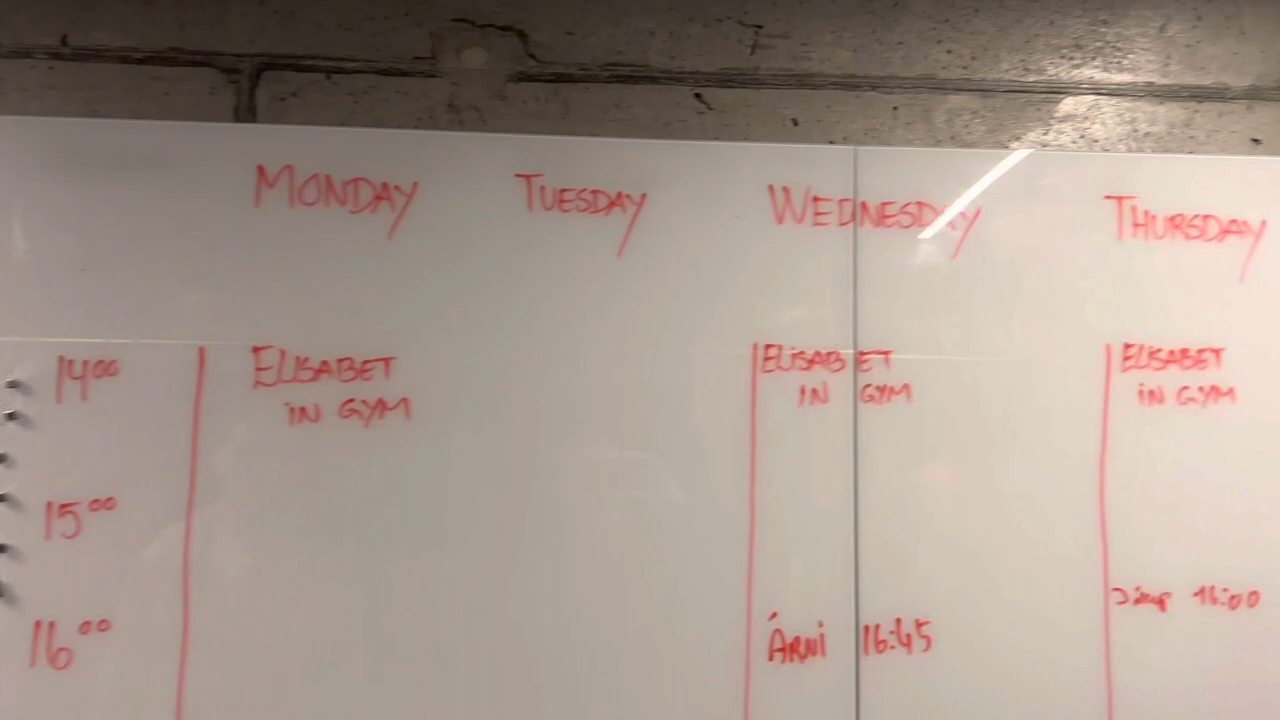 MONDAY TUESDAY WEDNESDAY THURSDAY
14⁰⁰ ELISABET ELISABET ELISABET
IN GYM IN GYM IN GYM
15⁰⁰
16:00
16⁰⁰ ÁRNI 16:45